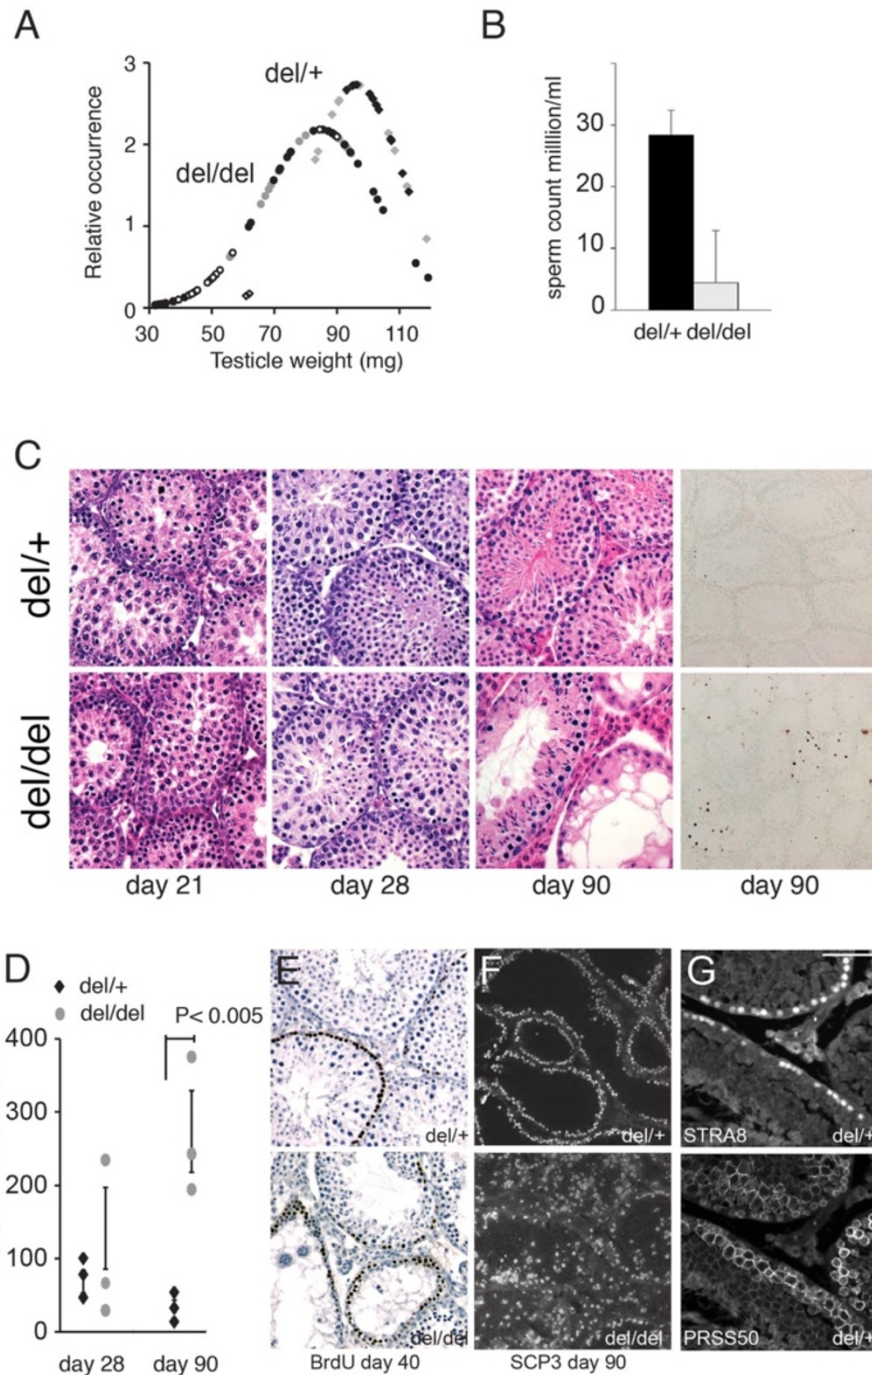 A
B
3
2
1
0
Relative occurrence
del/+
del/del
30 50 70 90 110
Testicle weight (mg)
30
20
10
0
sperm count milllion/ml
del/+ del/del
C
del/+
del/del
day 21
day 28
day 90
day 90
D
del/+
del/del
P< 0.005
400
300
200
100
0
day 28
day 90
E
del/+
del/del
BrdU day 40
F
del/+
del/del
SCP3 day 90
G
STRA8
del/+
PRSS50
del/+